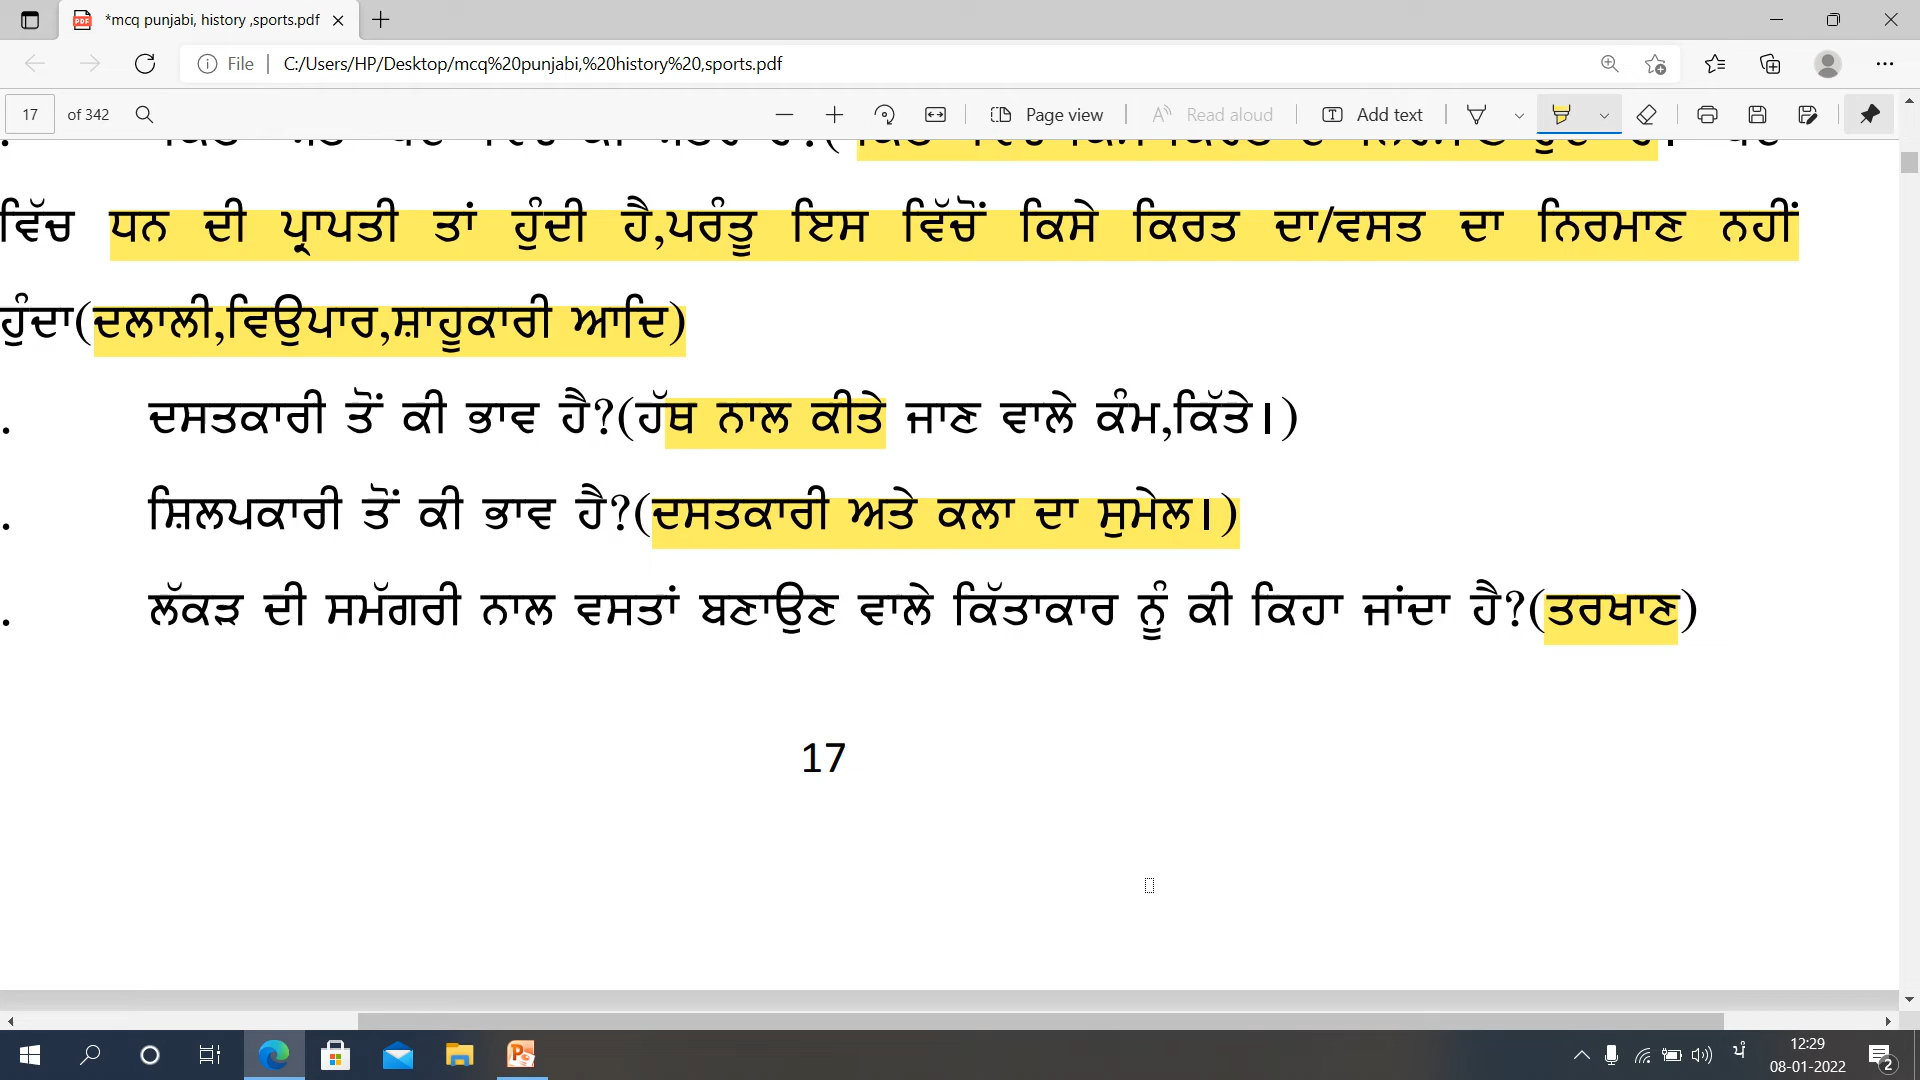 *mcq punjabi, history ,sports.pdf
File C:/Users/HP/Desktop/mcq%20punjabi,%20history%20,sports.pdf
17 of 342 Page view Read aloud Add text
ਵਿੱਚ ਧਨ ਦੀ ਪ੍ਰਾਪਤੀ ਤਾਂ ਹੁੰਦੀ ਹੈ,ਪਰੰਤੂ ਇਸ ਵਿੱਚੋਂ ਕਿਸੇ ਕਿਰਤ ਦਾ/ਵਸਤ ਦਾ ਨਿਰਮਾਣ ਨਹੀਂ
ਹੁੰਦਾ(ਦਲਾਲੀ,ਵਿਉਪਾਰ,ਸ਼ਾਹੂਕਾਰੀ ਆਦਿ)
. ਦਸਤਕਾਰੀ ਤੋਂ ਕੀ ਭਾਵ ਹੈ?(ਹੱਥ ਨਾਲ ਕੀਤੇ ਜਾਣ ਵਾਲੇ ਕੰਮ,ਕਿੱਤੇ।)
. ਸ਼ਿਲਪਕਾਰੀ ਤੋਂ ਕੀ ਭਾਵ ਹੈ?(ਦਸਤਕਾਰੀ ਅਤੇ ਕਲਾ ਦਾ ਸੁਮੇਲ।)
. ਲੱਕੜ ਦੀ ਸਮੱਗਰੀ ਨਾਲ ਵਸਤਾਂ ਬਣਾਉਣ ਵਾਲੇ ਕਿੱਤਾਕਾਰ ਨੂੰ ਕੀ ਕਿਹਾ ਜਾਂਦਾ ਹੈ?(ਤਰਖਾਣ)
17
ਪੰ 12:29
08-01-2022 2